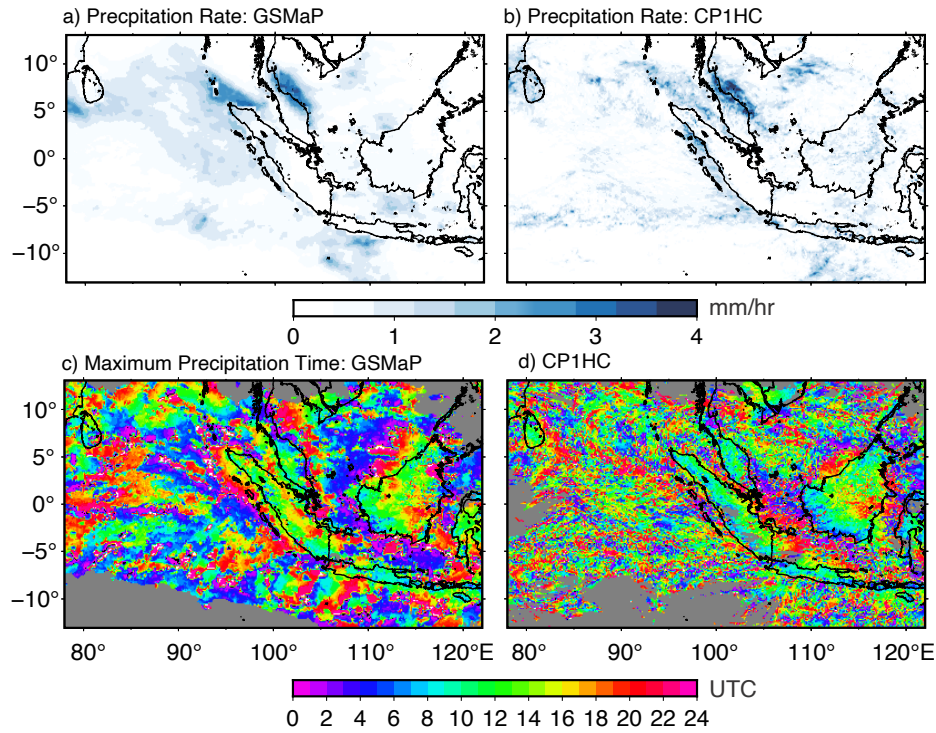 a) Precipitation Rate: GSMaP
b) Precpitation Rate: CP1HC
10°
5°
0°
−5°
−10°
mm/hr
0 1 2 3 4
c) Maximum Precipitation Time: GSMaP
d) CP1HC
10°
5°
0°
−5°
−10°
80° 90° 100° 110° 120°E
80° 90° 100° 110° 120°E
UTC
0 2 4 6 8 10 12 14 16 18 20 22 24